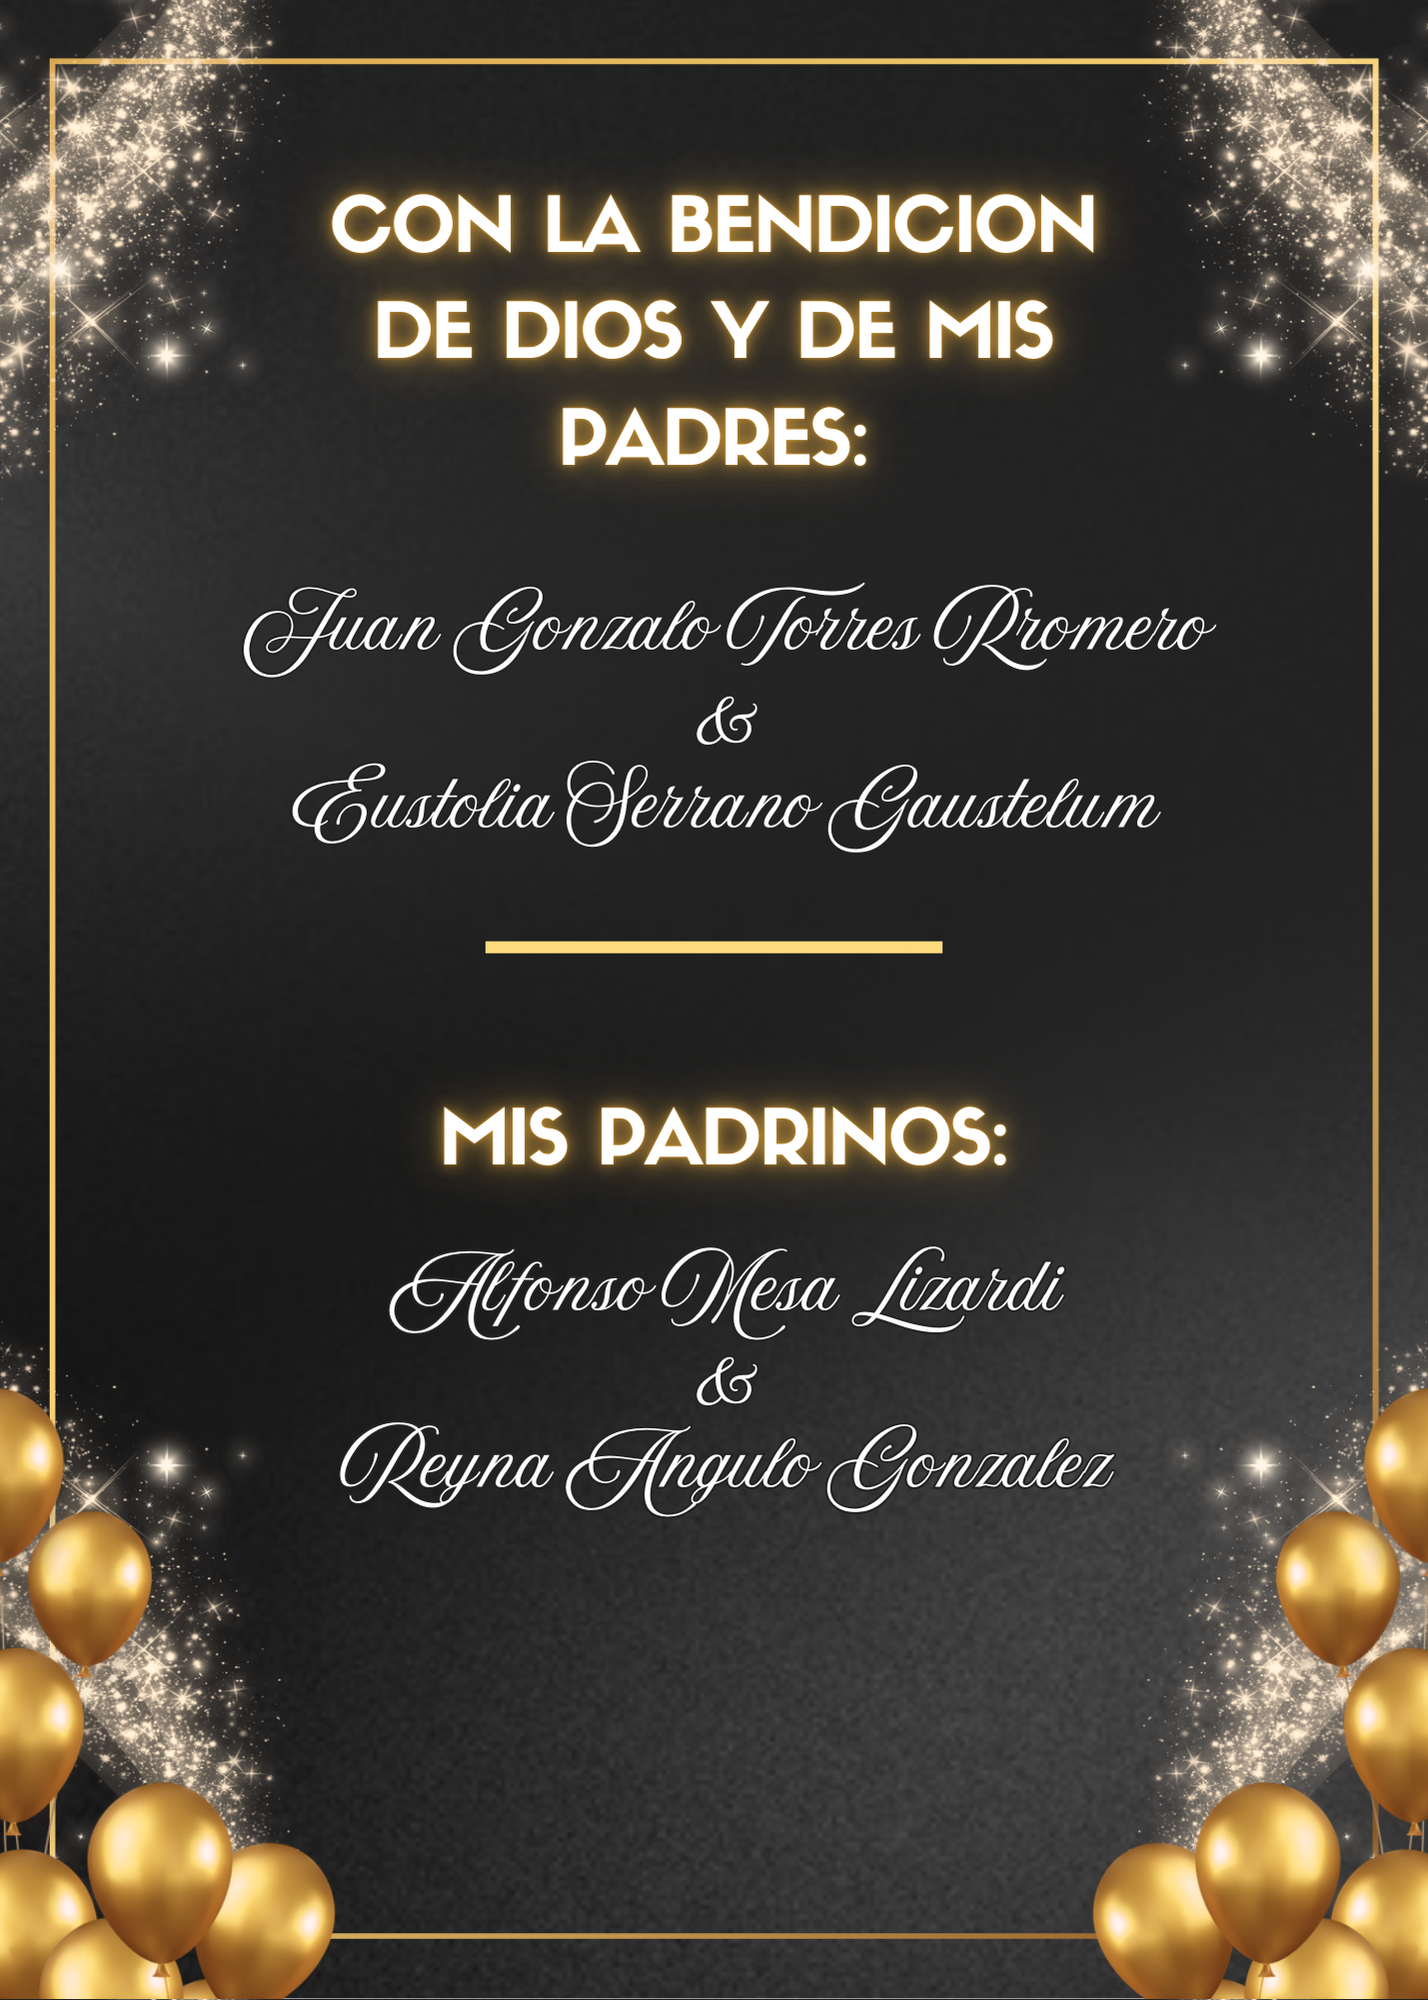 CON LA BENDICION
DE DIOS Y DE MIS
PADRES:
Juan Gonzalo Torres Rromero
&
Eustolia Serrano Gaustelum
MIS PADRINOS:
Alfonso Mesa Lizardi
&
Reyna Angulo Gonzalez